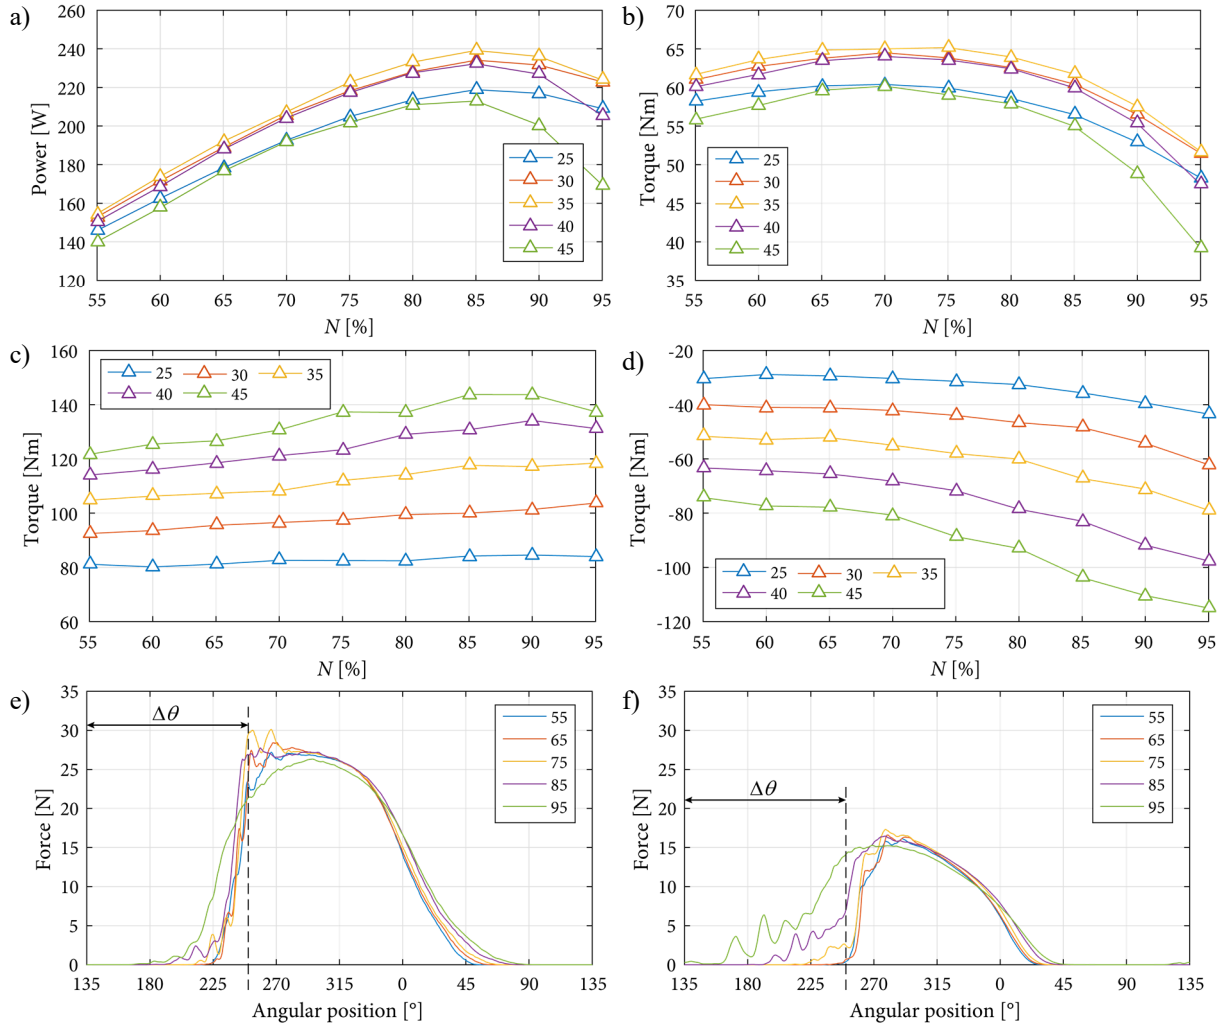 a)
260
240
220
200
180
160
140
120
Power [W]
25
30
35
40
45
55 60 65 70 75 80 85 90 95
N [%]
b)
70
65
60
55
50
45
40
35
Torque [Nm]
25
30
35
40
45
55 60 65 70 75 80 85 90 95
N [%]
c)
160
140
120
100
80
60
Torque [Nm]
25 30 35
40 45
55 60 65 70 75 80 85 90 95
N [%]
d)
-20
-40
-60
-80
-100
-120
Torque [Nm]
25 30 35
40 45
55 60 65 70 75 80 85 90 95
N [%]
e)
35
30
25
20
15
10
5
0
Force [N]
Δθ
55
65
75
85
95
135 180 225 270 315 0 45 90 135
Angular position [°]
f)
35
30
25
20
15
10
5
0
Force [N]
Δθ
55
65
75
85
95
135 180 225 270 315 0 45 90 135
Angular position [°]